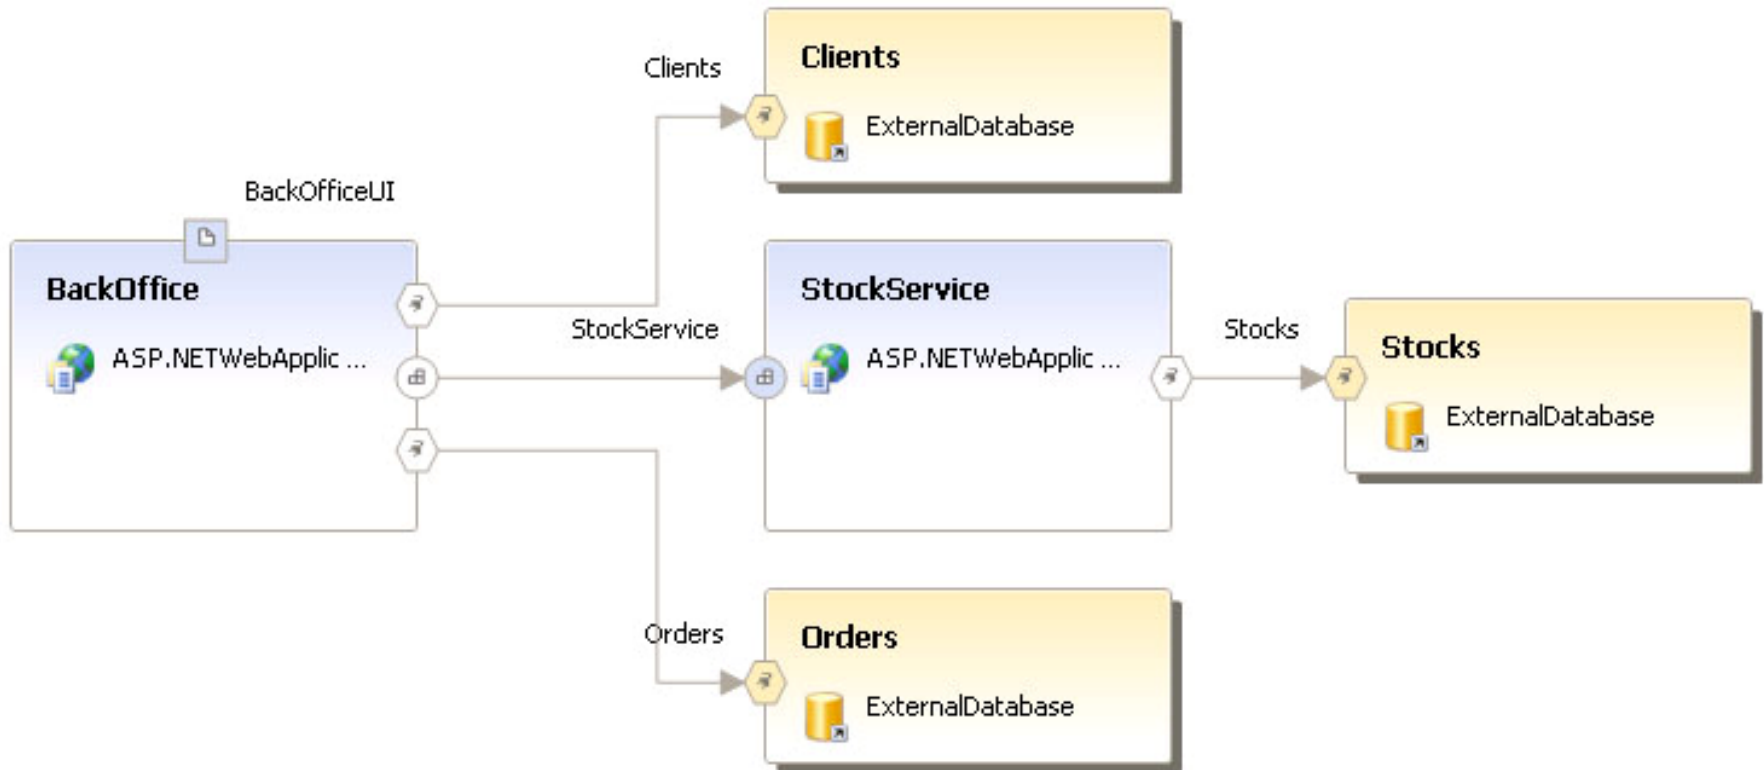 Clients
Clients
ExternalDatabase
BackOfficeUI
BackOffice
ASP.NETWebApplic ...
StockService
StockService
ASP.NETWebApplic ...
Stocks
Stocks
ExternalDatabase
Orders
Orders
ExternalDatabase